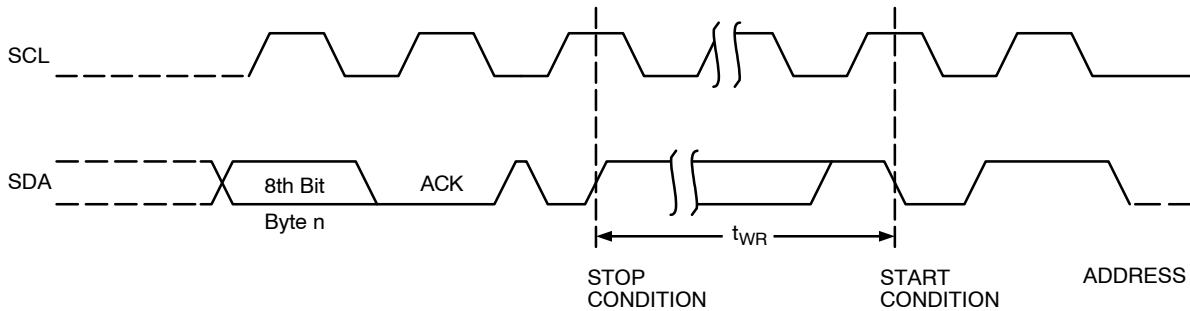 SCL
SDA
8th Bit
ACK
Byte n
tWR
STOP
CONDITION
START
CONDITION
ADDRESS